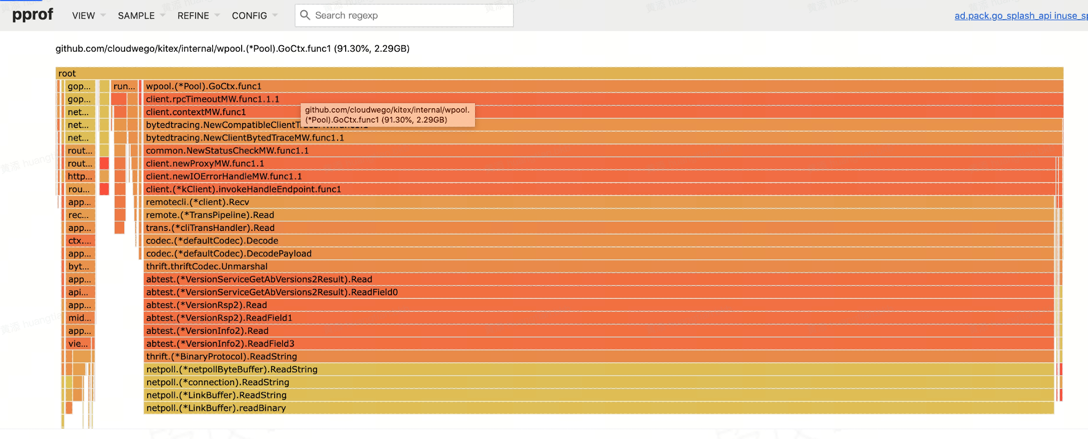 pprof VIEW SAMPLE REFINE CONFIG Search regexp ad.pack.go_splash_api
github.com/cloudwego/kitex/internal/wpool.(*Pool).GoCtx.func1 (91.30%, 2.29GB)
root
gop... run... wpool.(*Pool).GoCtx.func1
gop... client.rpcTimeoutMW.func1.1.1
net... client.contextMW.func1
github.com/cloudwego/kitex/internal/wpool.
(*Pool).GoCtx.func1 (91.30%, 2.29GB)
net...
net... bytedtracing.NewClientBytedTraceMW.func1.1
rout... common.NewStatusCheckMW.func1.1
rout... client.newProxyMW.func1.1
http... client.newIOErrorHandleMW.func1.1
rou... client.(*kClient).invokeHandleEndpoint.func1
app... remotecli.(*client).Recv
rec... remote.(*TransPipeline).Read
app... trans.(*cliTransHandler).Read
ctx.... codec.(*defaultCodec).Decode
app... codec.(*defaultCodec).DecodePayload
byt... thrift.thriftCodec.Unmarshal
app... abtest.(*VersionServiceGetAbVersions2Result).Read
api... abtest.(*VersionServiceGetAbVersions2Result).ReadField0
app... abtest.(*VersionRsp2).Read
mid... abtest.(*VersionRsp2).ReadField1
app... abtest.(*VersionInfo2).Read
vie... abtest.(*VersionInfo2).ReadField3
thrift.(*BinaryProtocol).ReadString
netpoll.(*netpollByteBuffer).ReadString
netpoll.(*connection).ReadString
netpoll.(*LinkBuffer).ReadString
netpoll.(*LinkBuffer).readBinary